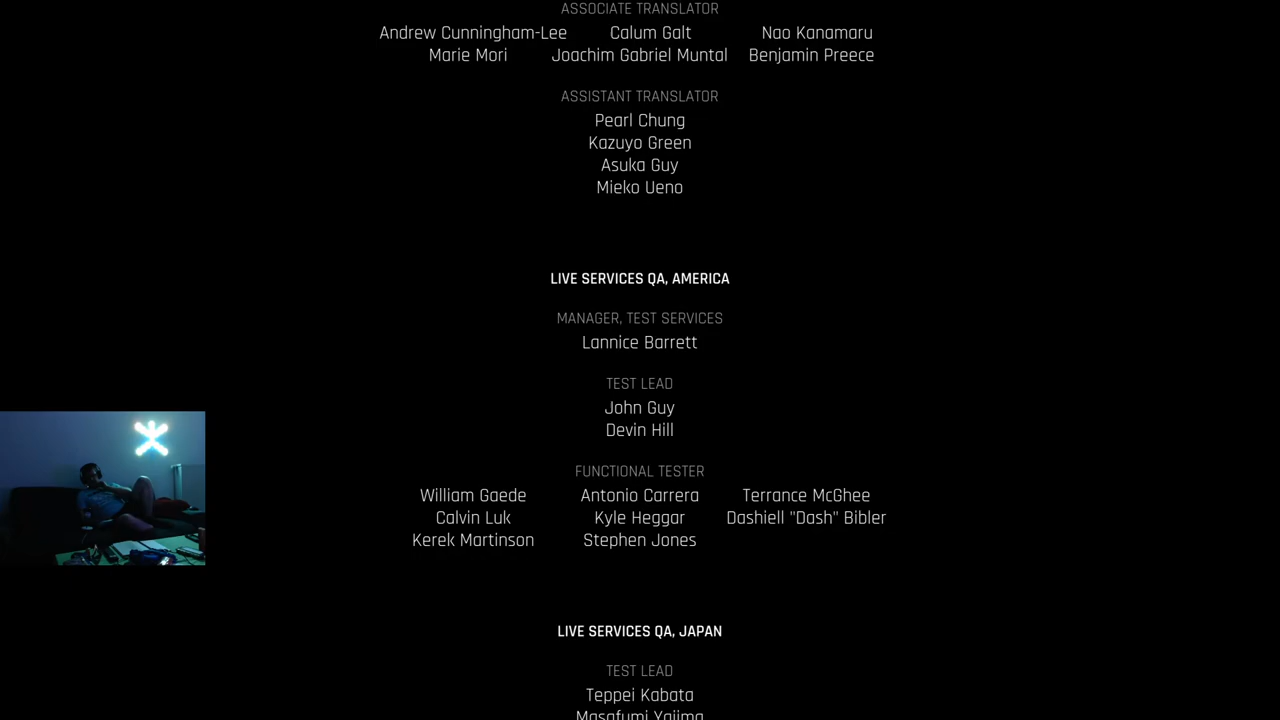 ASSOCIATE TRANSLATOR
Andrew Cunningham-Lee Calum Galt Nao Kanamaru
Marie Mori Joachim Gabriel Muntal Benjamin Preece
ASSISTANT TRANSLATOR
Pearl Chung
Kazuyo Green
Asuka Guy
Mieko Ueno
LIVE SERVICES QA, AMERICA
MANAGER, TEST SERVICES
Lannice Barrett
TEST LEAD
John Guy
Devin Hill
FUNCTIONAL TESTER
William Gaede Antonio Carrera Terrance McGhee
Calvin Luk Kyle Heggar Dashiell "Dash" Bibler
Kerek Martinson Stephen Jones
LIVE SERVICES QA, JAPAN
TEST LEAD
Teppei Kabata
Masafumi Yajima